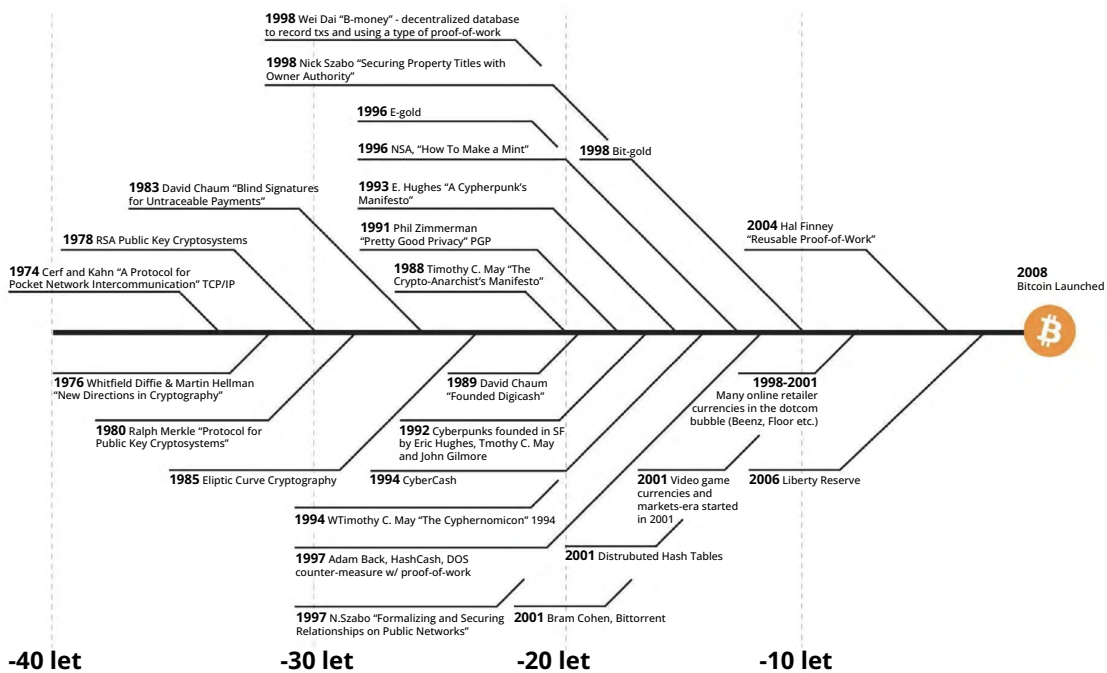 1998 Wei Dai “B-money” - decentralized database
to record txs and using a type of proof-of-work
1998 Nick Szabo “Securing Property Titles with
Owner Authority”
1996 E-gold
1996 NSA, “How To Make a Mint”
1998 Bit-gold
1983 David Chaum “Blind Signatures
for Untraceable Payments”
1993 E. Hughes “A Cypherpunk’s
Manifesto”
1978 RSA Public Key Cryptosystems
1991 Phil Zimmerman
“Pretty Good Privacy” PGP
2004 Hal Finney
“Reusable Proof-of-Work”
1974 Cerf and Kahn “A Protocol for
Pocket Network Intercommunication” TCP/IP
1988 Timothy C. May “The
Crypto-Anarchist’s Manifesto”
2008
Bitcoin Launched
1976 Whitfield Diffie & Martin Hellman
“New Directions in Cryptography”
1989 David Chaum
“Founded Digicash”
1998-2001
Many online retailer
currencies in the dotcom
bubble (Beenz, Floor etc.)
1980 Ralph Merkle “Protocol for
Public Key Cryptosystems”
1992 Cyberpunks founded in SF
by Eric Hughes, Tmothy C. May
and John Gilmore
1985 Eliptic Curve Cryptography
1994 CyberCash
2001 Video game
currencies and
markets-era started
in 2001
2006 Liberty Reserve
1994 WTimothy C. May “The Cyphernomicon” 1994
1997 Adam Back, HashCash, DOS
counter-measure w/ proof-of-work
2001 Distrubuted Hash Tables
1997 N.Szabo “Formalizing and Securing
Relationships on Public Networks”
2001 Bram Cohen, Bittorrent
-40 let
-30 let
-20 let
-10 let